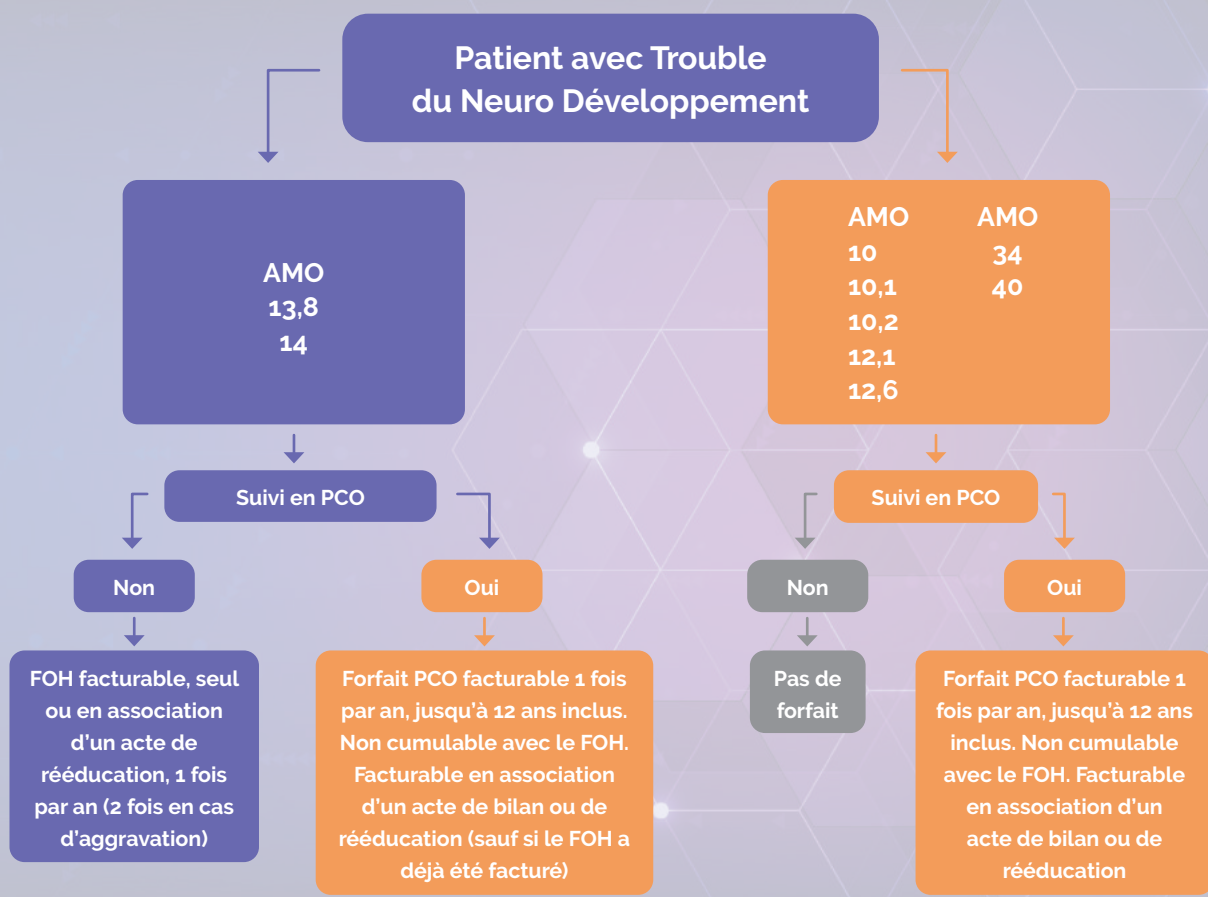 Patient avec Trouble
du Neuro Développement
AMO
13,8
14
AMO
10
10,1
10,2
12,1
12,6
AMO
34
40
Suivi en PCO
Non
Oui
FOH facturable, seul
ou en association
d'un acte de
rééducation, 1 fois
par an (2 fois en cas
d'aggravation)
Forfait PCO facturable 1 fois
par an, jusqu'à 12 ans inclus.
Non cumulable avec le FOH.
Facturable en association
d'un acte de bilan ou de
rééducation (sauf si le FOH a
déjà été facturé)
Suivi en PCO
Non
Oui
Pas de
forfait
Forfait PCO facturable 1
fois par an, jusqu'à 12 ans
inclus. Non cumulable
avec le FOH. Facturable
en association d'un
acte de bilan ou de
rééducation